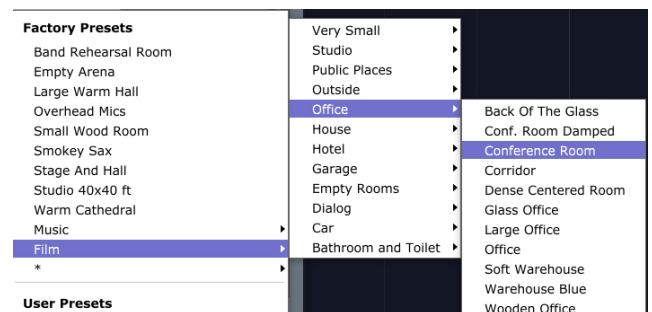 Factory Presets
Band Rehearsal Room
Empty Arena
Large Warm Hall
Overhead Mics
Small Wood Room
Smokey Sax
Stage And Hall
Studio 40x40 ft
Warm Cathedral
Music
Film
*
User Presets
Very Small
Studio
Public Places
Outside
Office
House
Hotel
Garage
Empty Rooms
Dialog
Car
Bathroom and Toilet
Back Of The Glass
Conf. Room Damped
Conference Room
Corridor
Dense Centered Room
Glass Office
Large Office
Office
Soft Warehouse
Warehouse Blue
Wooden Office